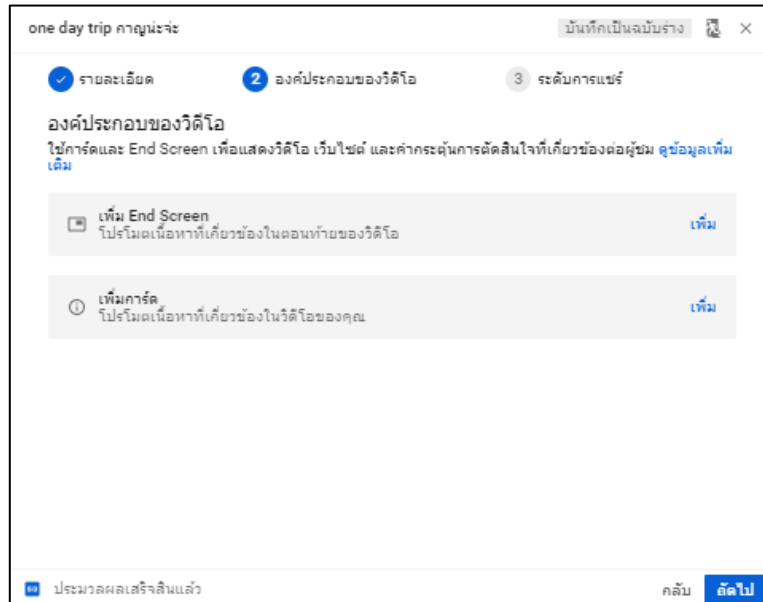 one day trip กาญน่ะจ่ะ
บันทึกเป็นฉบับร่าง
รายละเอียด
2 องค์ประกอบของวิดีโอ
3 ระดับการแชร์
องค์ประกอบของวิดีโอ
ใช้การ์ดและ End Screen เพื่อแสดงวิดีโอ เว็บไซต์ และคำกระตุ้นการตัดสินใจที่เกี่ยวข้องต่อผู้ชม ดูข้อมูลเพิ่ม
เติม
เพิ่ม End Screen
โปรโมตเนื้อหาที่เกี่ยวข้องในตอนท้ายของวิดีโอ
เพิ่ม
เพิ่มการ์ด
โปรโมตเนื้อหาที่เกี่ยวข้องในวิดีโอของคุณ
เพิ่ม
ประมวลผลเสร็จสิ้นแล้ว
กลับ
ถัดไป